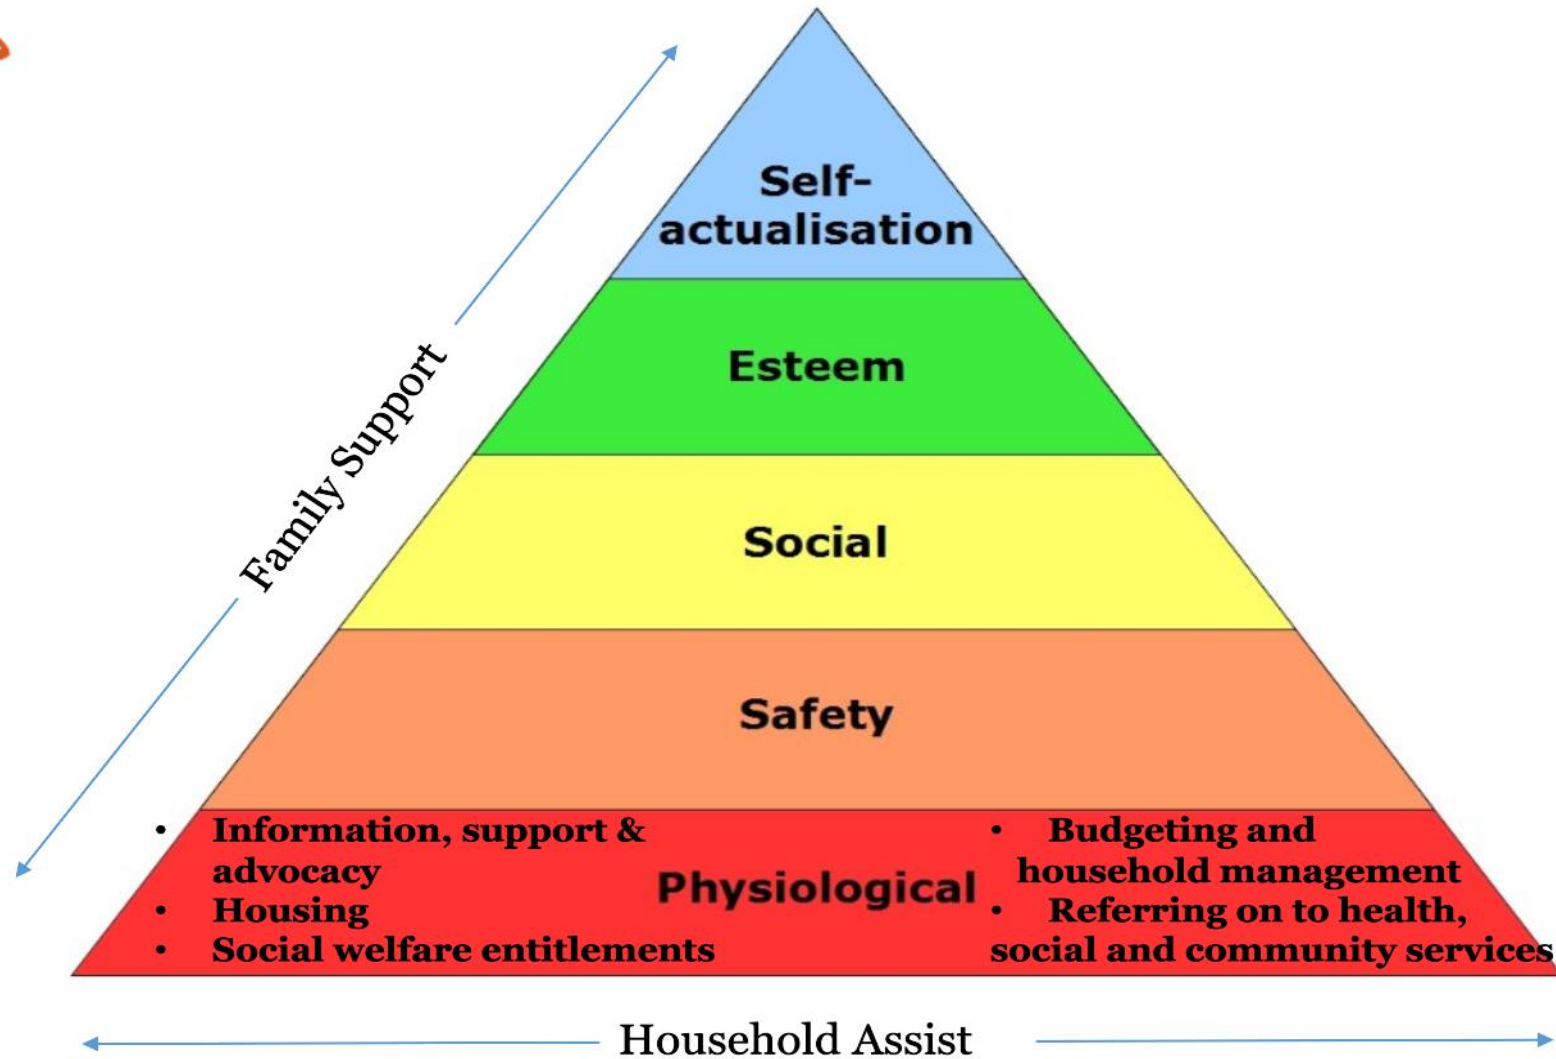 Self-
actualisation
Esteem
Family Support
Social
Safety
• Information, support &
advocacy
• Housing
• Social welfare entitlements
Physiological
• Budgeting and
household management
• Referring on to health,
social and community services
Household Assist